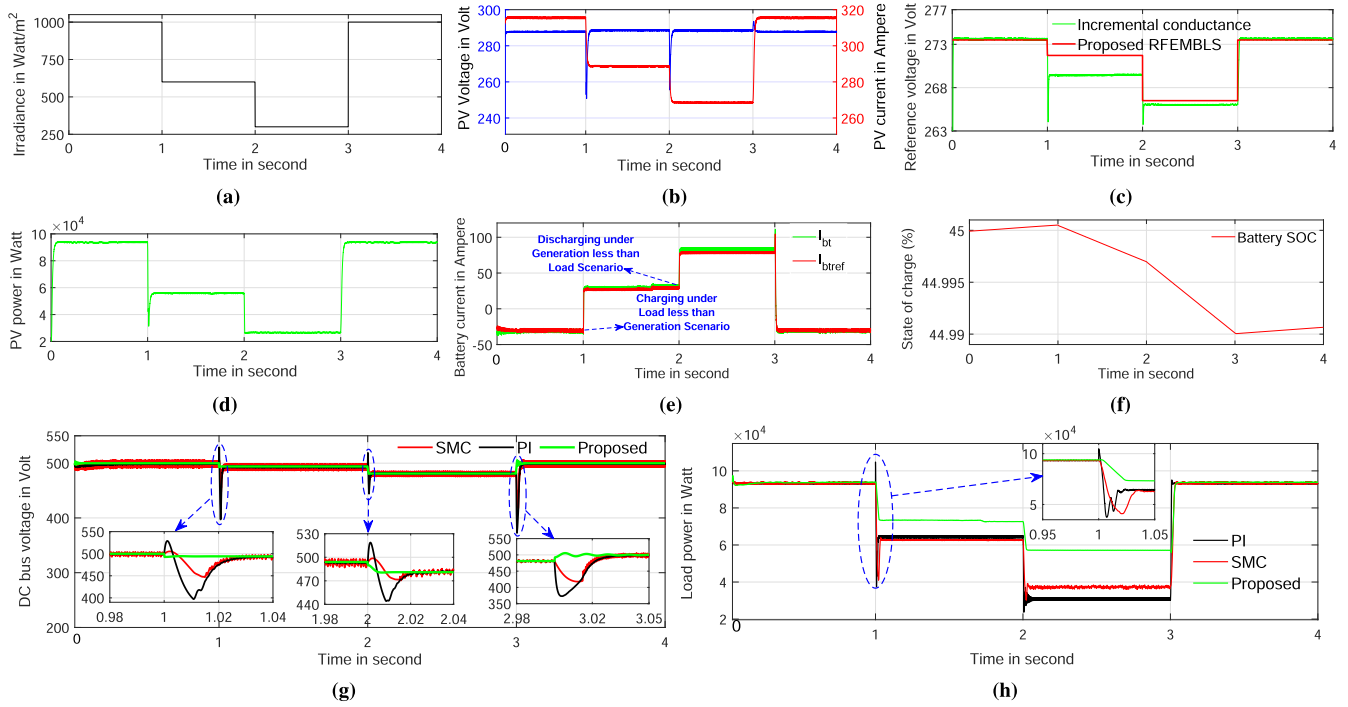 1000
750
500
250
0
1
2
3
4
Irradiance in Watt/m²
Time in second
(a)
300
280
260
240
320
300
280
260
0
1
2
3
4
PV Voltage in Volt
PV current in Ampere
Time in second
(b)
277
273
268
263
0
1
2
3
4
Reference voltage in Volt
Incremental conductance
Proposed RFEMBLS
Time in second
(c)
×10⁴
10
8
6
4
2
0
1
2
3
4
PV power in Watt
Time in second
(d)
100
50
0
-50
0
1
2
3
4
Battery current in Ampere
Discharging under
Generation less than
Load Scenario
Charging under
Load less than
Generation Scenario
I_bt
I_btref
Time in second
(e)
45
44.995
44.99
0
1
2
3
4
State of charge (%)
Battery SOC
Time in second
(f)
550
500
400
300
200
0
1
2
3
4
DC bus voltage in Volt
SMC
PI
Proposed
550
500
450
400
0.98
1
1.02
1.04
530
510
480
440
1.98
2
2.02
2.04
500
450
400
350
2.98
3.02
3.05
Time in second
(g)
×10⁴
10
8
6
4
2
0
1
2
3
4
Load power in Watt
×10⁴
10
5
0.95
1
1.05
PI
SMC
Proposed
Time in second
(h)